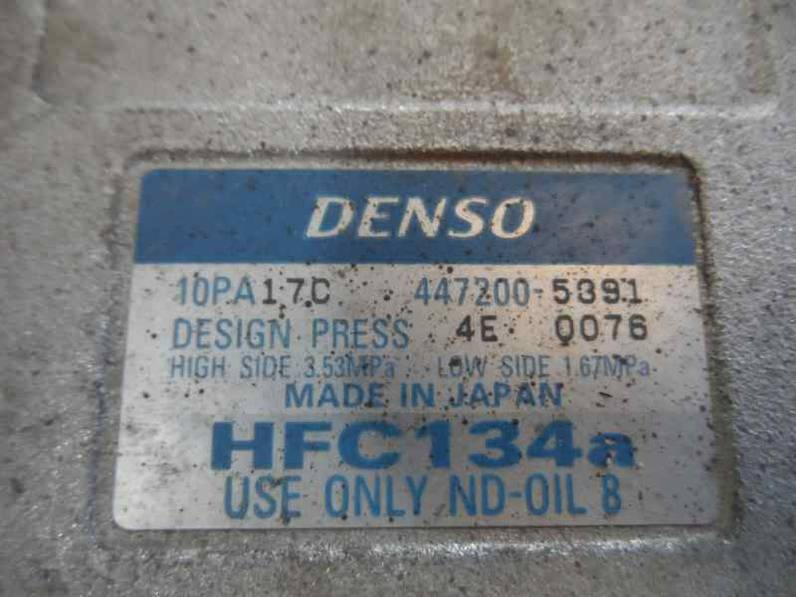 DENSO
10PA17C 447200-5391
DESIGN PRESS 4E 0076
HIGH SIDE 3.53MPa LOW SIDE 1.67MPa
MADE IN JAPAN
HFC134a
USE ONLY ND-OIL 8